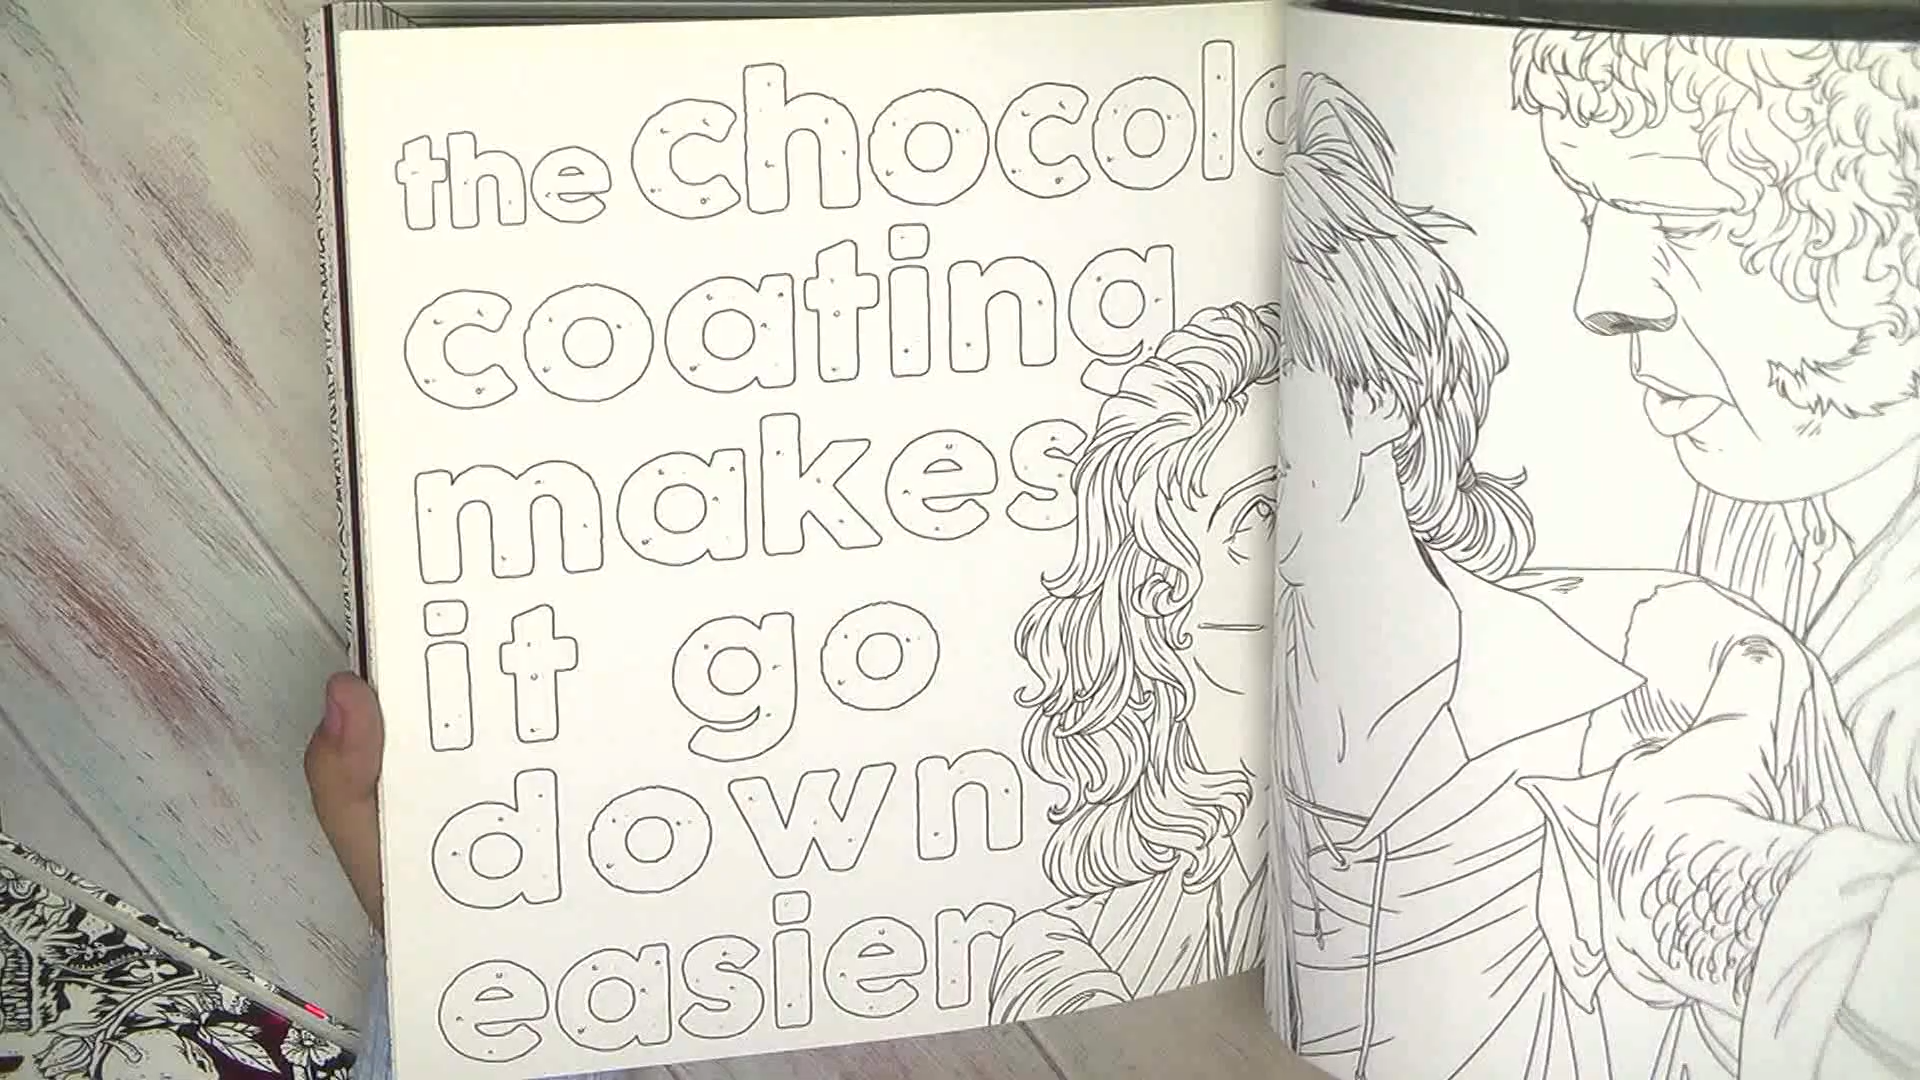 the chocola
coating
makes
it go
down
easier